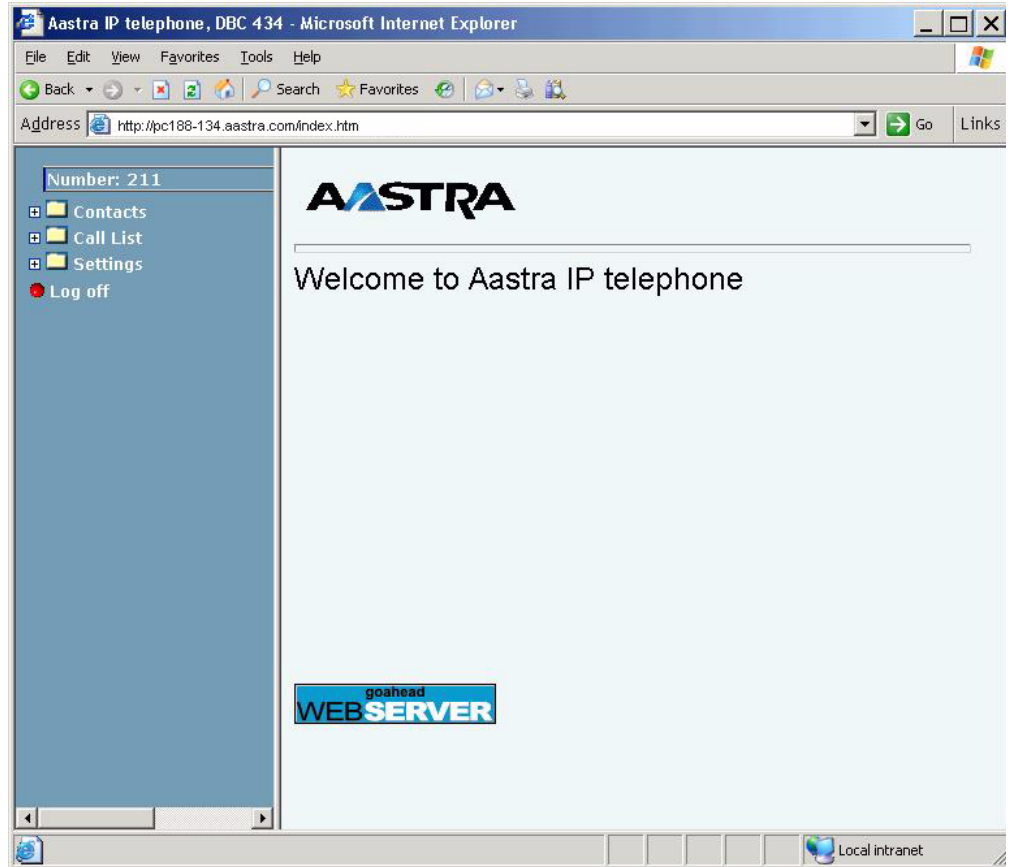 Aastra IP telephone, DBC 434 - Microsoft Internet Explorer
File Edit View Favorites Tools Help
Back Search Favorites
Address http://pc188-134.aastra.com/index.htm Go Links
Number: 211
Contacts
Call List
Settings
Log off
AASTRA
Welcome to Aastra IP telephone
goahead
WEBSERVER
Local intranet